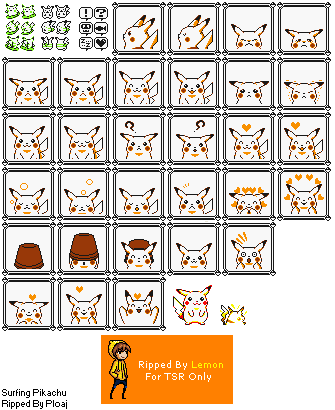 Ripped By Lemon
For TSR Only
Surfing Pikachu
Ripped By Ploaj